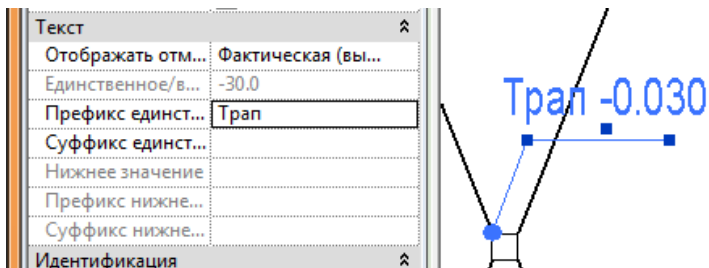 Текст
Отображать отм... Фактическая (вы...
Единственное/в... -30.0
Префикс единст... Трап
Суффикс единст...
Нижнее значение
Префикс нижне...
Суффикс нижне...
Идентификация
Трап -0.030